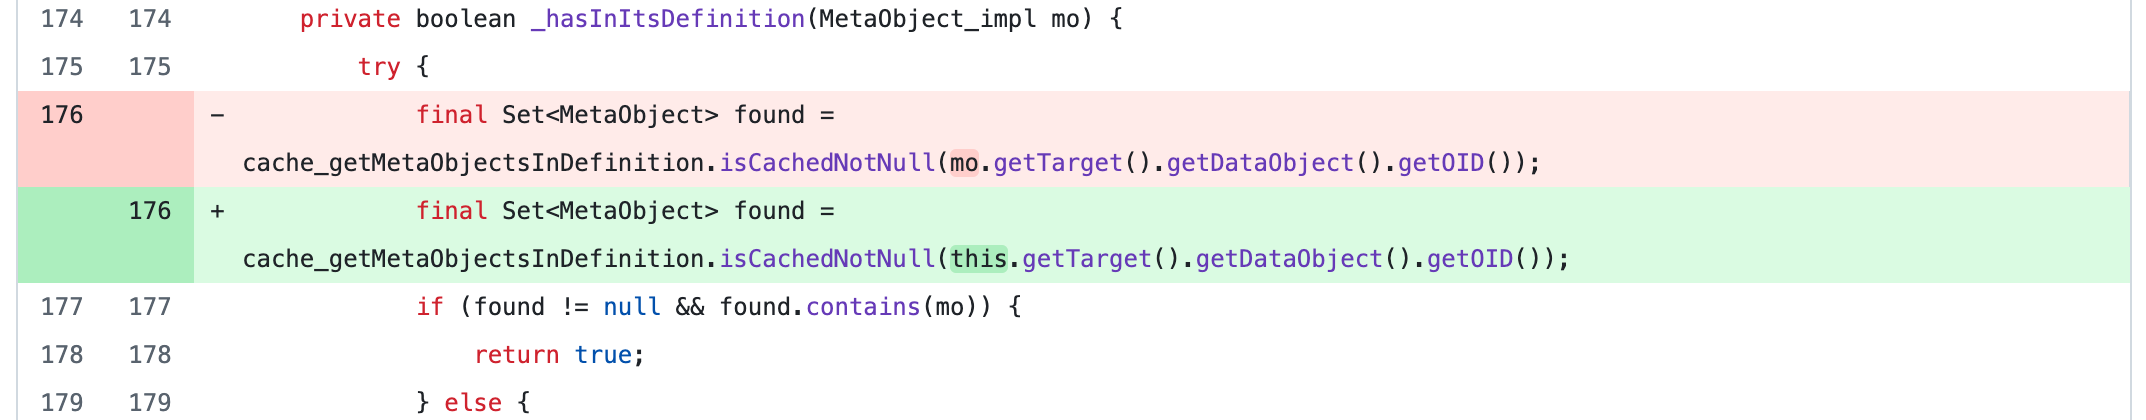 174 174 private boolean _hasInItsDefinition(MetaObject_impl mo) {
175 175 try {
176 - final Set<MetaObject> found =
cache_getMetaObjectsInDefinition.isCachedNotNull(mo.getTarget().getDataObject().getOID());
176 + final Set<MetaObject> found =
cache_getMetaObjectsInDefinition.isCachedNotNull(this.getTarget().getDataObject().getOID());
177 177 if (found != null && found.contains(mo)) {
178 178 return true;
179 179 } else {